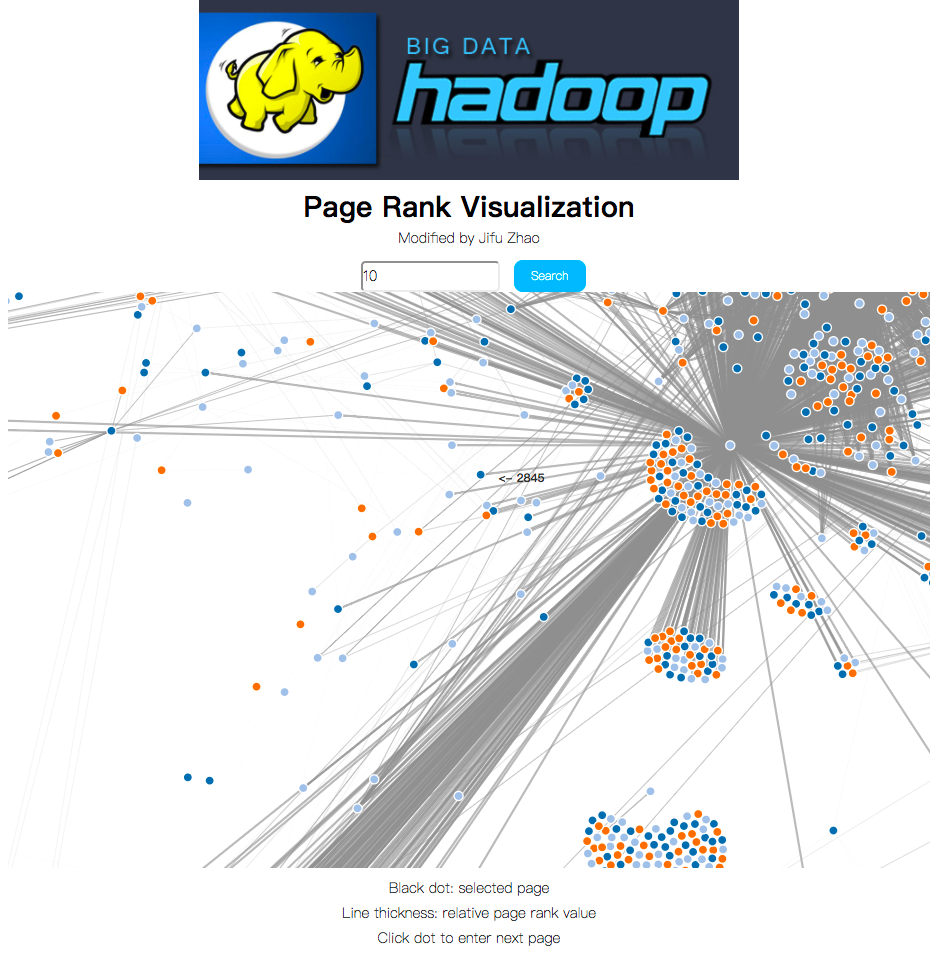 BIG DATA
hadoop
Page Rank Visualization
Modified by Jifu Zhao
10
Search
<- 2845
Black dot: selected page
Line thickness: relative page rank value
Click dot to enter next page